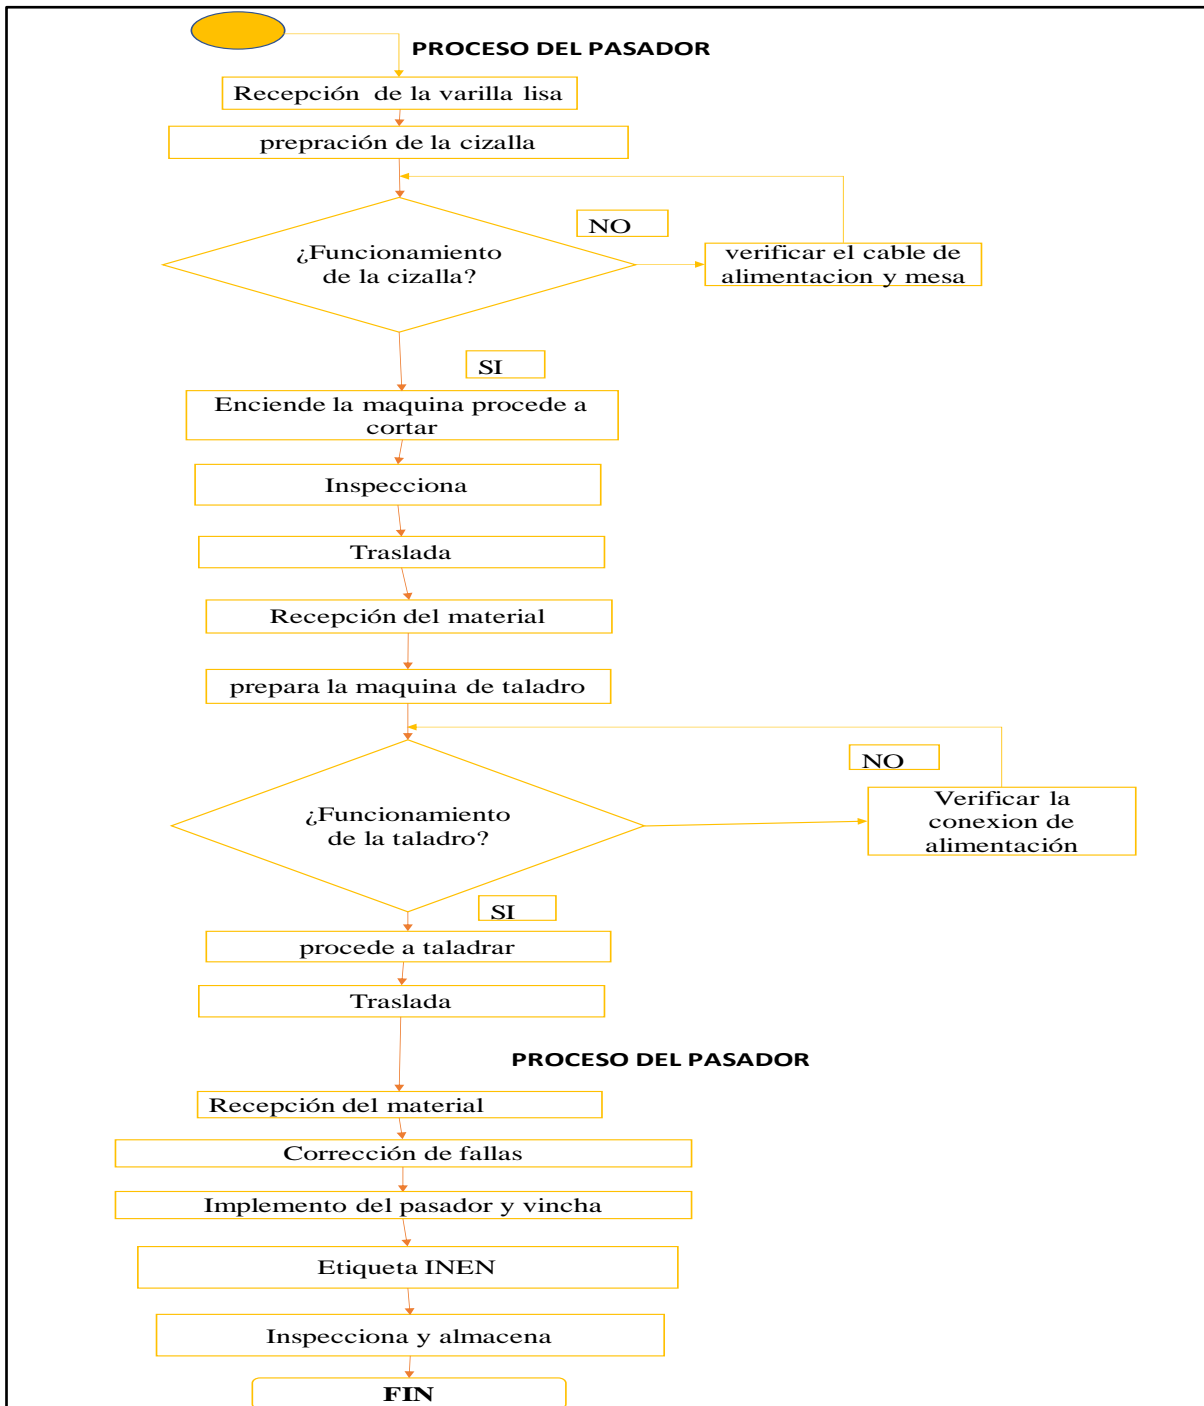 PROCESO DEL PASADOR
Recepción de la varilla lisa
prepración de la cizalla
NO
¿Funcionamiento
de la cizalla?
verificar el cable de
alimentacion y mesa
SI
Enciende la maquina procede a
cortar
Inspecciona
Traslada
Recepción del material
prepara la maquina de taladro
NO
¿Funcionamiento
de la taladro?
Verificar la
conexion de
alimentación
SI
procede a taladrar
Traslada
PROCESO DEL PASADOR
Recepción del material
Corrección de fallas
Implemento del pasador y vincha
Etiqueta INEN
Inspecciona y almacena
FIN